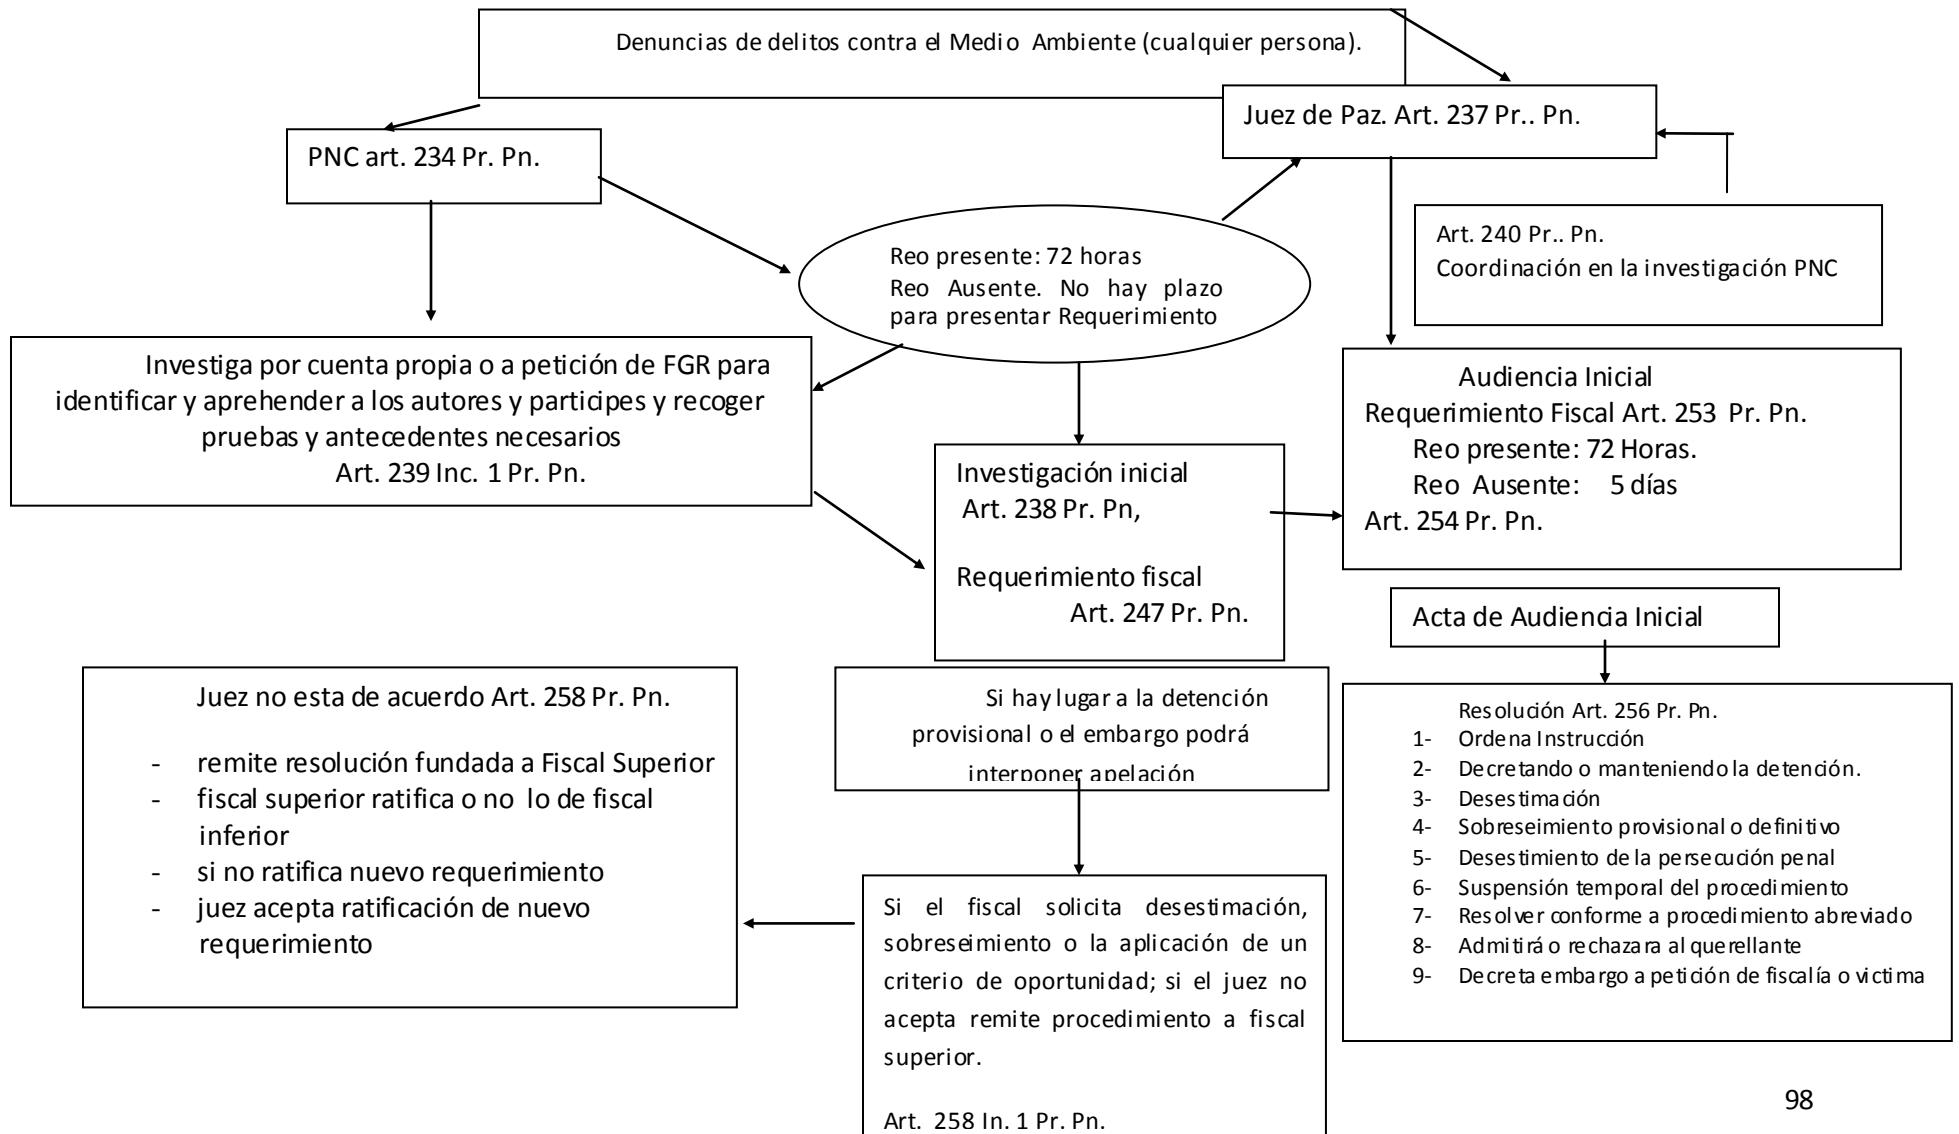 Denuncias de delitos contra el Medio Ambiente (cualquier persona).
Juez de Paz. Art. 237 Pr.. Pn.
PNC art. 234 Pr. Pn.
Reo presente: 72 horas
Reo Ausente. No hay plazo
para presentar Requerimiento
Art. 240 Pr.. Pn.
Coordinación en la investigación PNC
Investiga por cuenta propia o a petición de FGR para
identificar y aprehender a los autores y participes y recoger
pruebas y antecedentes necesarios
Art. 239 Inc. 1 Pr. Pn.
Investigación inicial
Art. 238 Pr. Pn,
Requerimiento fiscal
Art. 247 Pr. Pn.
Audiencia Inicial
Requerimiento Fiscal Art. 253 Pr. Pn.
Reo presente: 72 Horas.
Reo Ausente: 5 días
Art. 254 Pr. Pn.
Acta de Audiencia Inicial
Juez no esta de acuerdo Art. 258 Pr. Pn.
- remite resolución fundada a Fiscal Superior
- fiscal superior ratifica o no lo de fiscal
inferior
- si no ratifica nuevo requerimiento
- juez acepta ratificación de nuevo
requerimiento
Si hay lugar a la detención
provisional o el embargo podrá
interponer apelación
Resolución Art. 256 Pr. Pn.
1- Ordena Instrucción
2- Decretando o manteniendo la detención.
3- Desestimación
4- Sobreseimiento provisional o definitivo
5- Desestimiento de la persecución penal
6- Suspensión temporal del procedimiento
7- Resolver conforme a procedimiento abreviado
8- Admitirá o rechazara al querellante
9- Decreta embargo a petición de fiscalía o victima
Si el fiscal solicita desestimación,
sobreseimiento o la aplicación de un
criterio de oportunidad; si el juez no
acepta remite procedimiento a fiscal
superior.
Art. 258 In. 1 Pr. Pn.
98